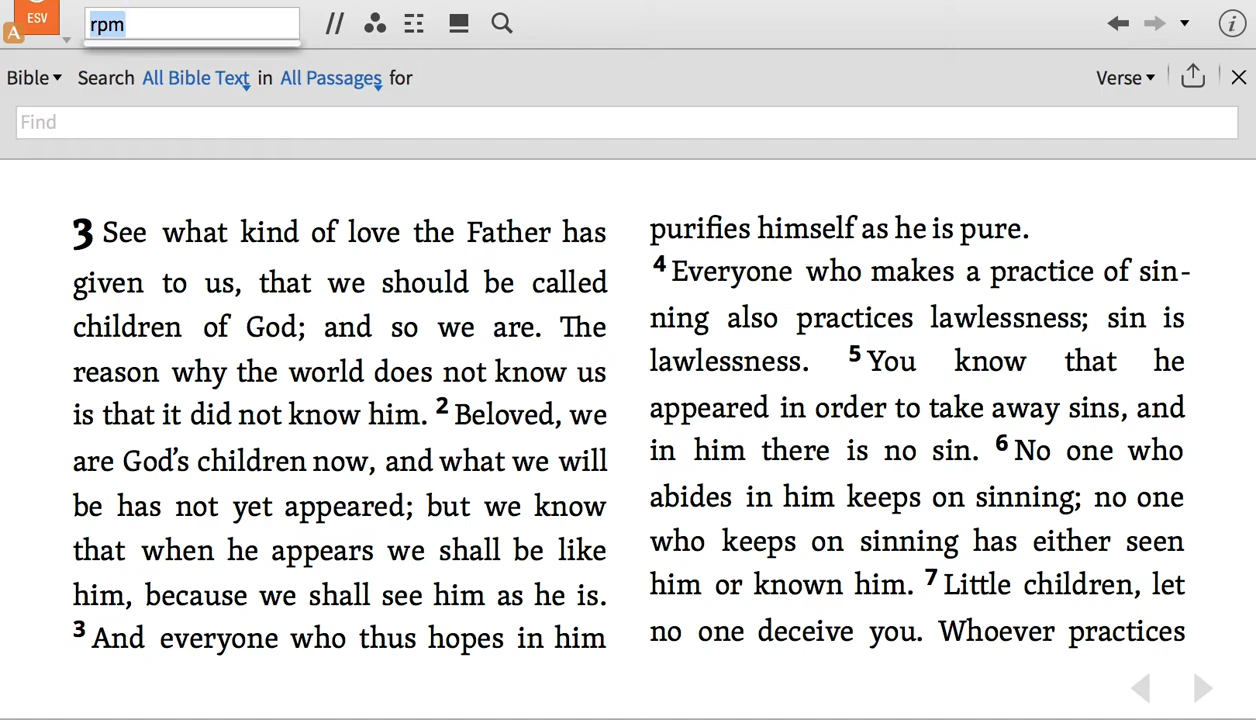 ESV
A
rpm
Bible Search All Bible Text in All Passages for
Verse
Find
3 See what kind of love the Father has
given to us, that we should be called
children of God; and so we are. The
reason why the world does not know us
is that it did not know him. 2 Beloved, we
are God's children now, and what we will
be has not yet appeared; but we know
that when he appears we shall be like
him, because we shall see him as he is.
3 And everyone who thus hopes in him
purifies himself as he is pure.
4 Everyone who makes a practice of sin-
ning also practices lawlessness; sin is
lawlessness. 5 You know that he
appeared in order to take away sins, and
in him there is no sin. 6 No one who
abides in him keeps on sinning; no one
who keeps on sinning has either seen
him or known him. 7 Little children, let
no one deceive you. Whoever practices